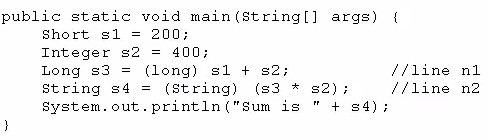 public static void main(String[] args) {
    Short s1 = 200;
    Integer s2 = 400;
    Long s3 = (long) s1 + s2;          //line n1
    String s4 = (String) (s3 * s2);    //line n2
    System.out.println("Sum is " + s4);
}